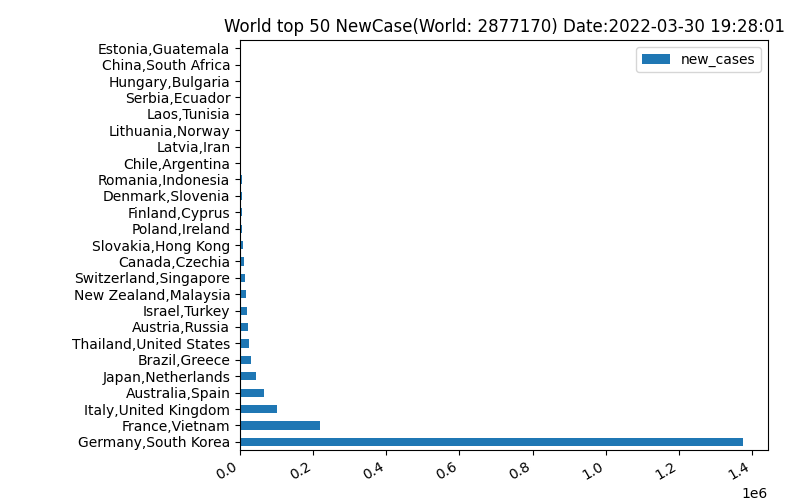 World top 50 NewCase(World: 2877170) Date:2022-03-30 19:28:01
new_cases
Estonia,Guatemala
China,South Africa
Hungary,Bulgaria
Serbia,Ecuador
Laos,Tunisia
Lithuania,Norway
Latvia,Iran
Chile,Argentina
Romania,Indonesia
Denmark,Slovenia
Finland,Cyprus
Poland,Ireland
Slovakia,Hong Kong
Canada,Czechia
Switzerland,Singapore
New Zealand,Malaysia
Israel,Turkey
Austria,Russia
Thailand,United States
Brazil,Greece
Japan,Netherlands
Australia,Spain
Italy,United Kingdom
France,Vietnam
Germany,South Korea
0.0 0.2 0.4 0.6 0.8 1.0 1.2 1.4
1e6